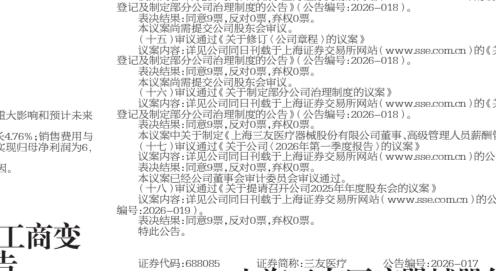 登记及制定部分公司治理制度的公告》(公告编号:2026-018)。
表决结果:同意9票,反对0票,弃权0票。
本议案尚需提交公司股东会审议。
(十五)审议通过《关于修订〈公司章程〉的议案》
议案内容:详见公司同日刊载于上海证券交易所网站(www.sse.com.cn)的《关
登记及制定部分公司治理制度的公告》(公告编号:2026-018)。
表决结果:同意9票,反对0票,弃权0票。
本议案尚需提交公司股东会审议。
(十六)审议通过《关于制定部分公司治理制度的议案》
议案内容:详见公司同日刊载于上海证券交易所网站(www.sse.com.cn)的《关
登记及制定部分公司治理制度的公告》(公告编号:2026-018)。
表决结果:同意9票,反对0票,弃权0票。
本议案中关于制定《上海三友医疗器械股份有限公司董事、高级管理人员薪酬管
(十七)审议通过《关于公司〈2026年第一季度报告〉的议案》
议案内容:详见公司同日刊载于上海证券交易所网站(www.sse.com.cn)的公
表决结果:同意9票,反对0票,弃权0票。
本议案已经公司董事会审计委员会审议通过。
(十八)审议通过《关于提请召开公司2025年年度股东会的议案》
议案内容:详见公司同日刊载于上海证券交易所网站(www.sse.com.cn)的公
编号:2026-019)。
表决结果:同意9票,反对0票,弃权0票。
特此公告。
重大影响和预计未来
长4.76%;销售费用与
实现归母净利润为6,
因。
工商变
告
证券代码:688085 证券简称:三友医疗 公告编号:2026-017